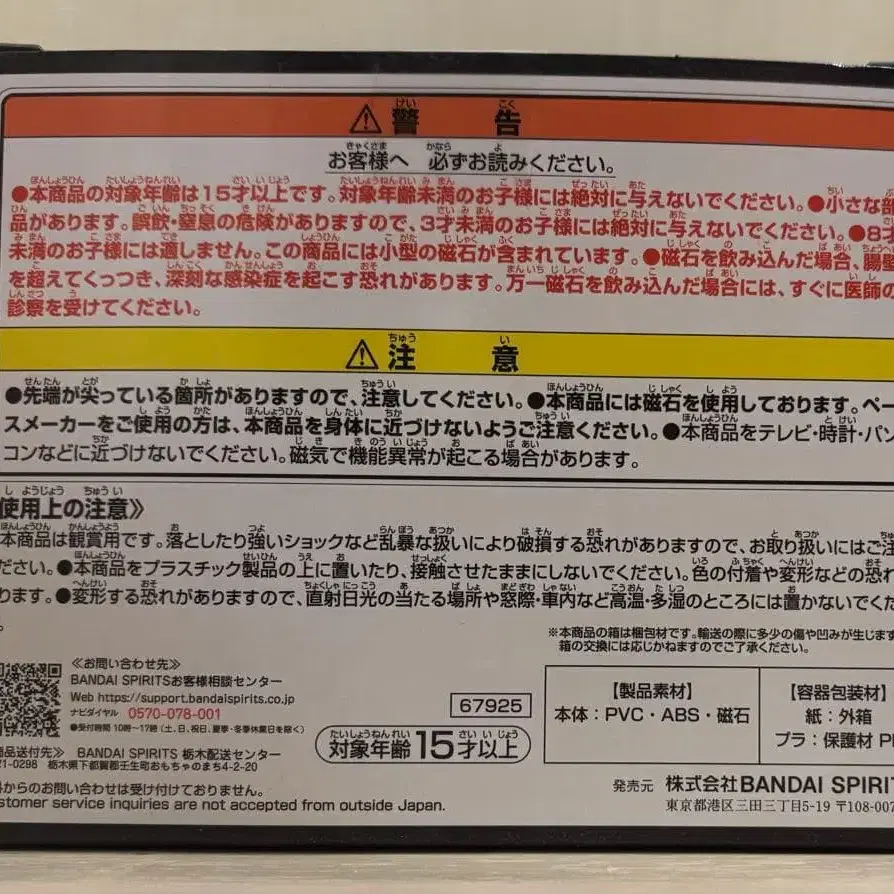 ⚠警告
お客様へ 必ずお読みください。
●本商品の対象年齢は15才以上です。対象年齢未満のお子様には絶対に与えないでください。●小さな部
品があります。誤飲・窒息の危険がありますので、3才未満のお子様には絶対に与えないでください。●8才
未満のお子様には適しません。この商品には小型の磁石が含まれています。●磁石を飲み込んだ場合、腸壁
を超えてくっつき、深刻な感染症を起こす恐れがあります。万一磁石を飲み込んだ場合には、すぐに医師の
診察を受けてください。
⚠注意
●先端が尖っている箇所がありますので、注意してください。●本商品には磁石を使用しております。ペー
スメーカーをご使用の方は、本商品を身体に近づけないようご注意ください。●本商品をテレビ・時計・パソ
コンなどに近づけないでください。磁気で機能異常が起こる場合があります。
使用上の注意》
本商品は観賞用です。落としたり強いショックなど乱暴な扱いにより破損する恐れがありますので、お取り扱いにはご注
ださい。●本商品をプラスチック製品の上に置いたり、接触させたままにしないでください。色の付着や変形などの恐れ
ります。●変形する恐れがありますので、直射日光の当たる場所や窓際・車内など高温・多湿のところには置かないでくだ
。
※本商品の箱は梱包材です。輸送の際に多少の傷や凹みが生じます
箱の交換には応じかねますのでご了承ください。
≪お問い合わせ先≫
BANDAI SPIRITSお客様相談センター
Web https://support.bandaispirits.co.jp
ナビダイヤル 0570-078-001
●受付時間 10時〜17時(土、日、祝日、夏季・冬季休業日を除く)
商品送付先≫ BANDAI SPIRITS 栃木配送センター
21-0298 栃木県下都賀郡壬生町おもちゃのまち4-2-20
外からのお問い合わせは受け付けておりません。
stomer service inquiries are not accepted from outside Japan.
67925
対象年齢15才以上
【製品素材】
本体:PVC・ABS・磁石
【容器包装材】
紙:外箱
プラ:保護材
発売元 株式会社BANDAI SPIRIT
東京都港区三田三丁目5-19 〒108-007